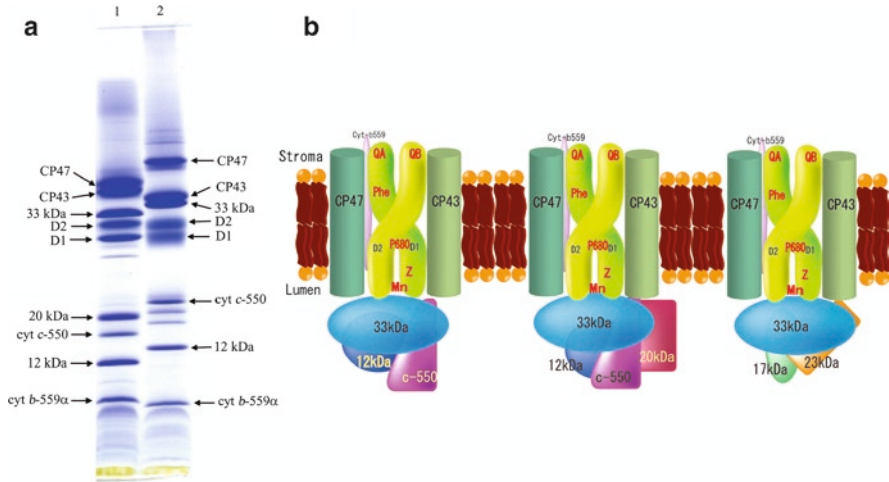 a
1 2
CP47
CP43
33 kDa
D2
D1
20 kDa
cyt c-550
12 kDa
cyt b-559α
CP47
CP43
33 kDa
D2
D1
cyt c-550
12 kDa
cyt b-559α
b
Stroma
Lumen
Cyt-b559
QA QB
CP47
Phe
CP43
D2 P680 D1
Z
Mn
33kDa
12kDa
c-550
Cyt-b559
QA QB
CP47
Phe
CP43
D2 P680 D1
Z
Mn
33kDa
12kDa
c-550
20kDa
Cyt-b559
QA QB
CP47
Phe
CP43
D2 P680 D1
Z
Mn
33kDa
17kDa
23kDa